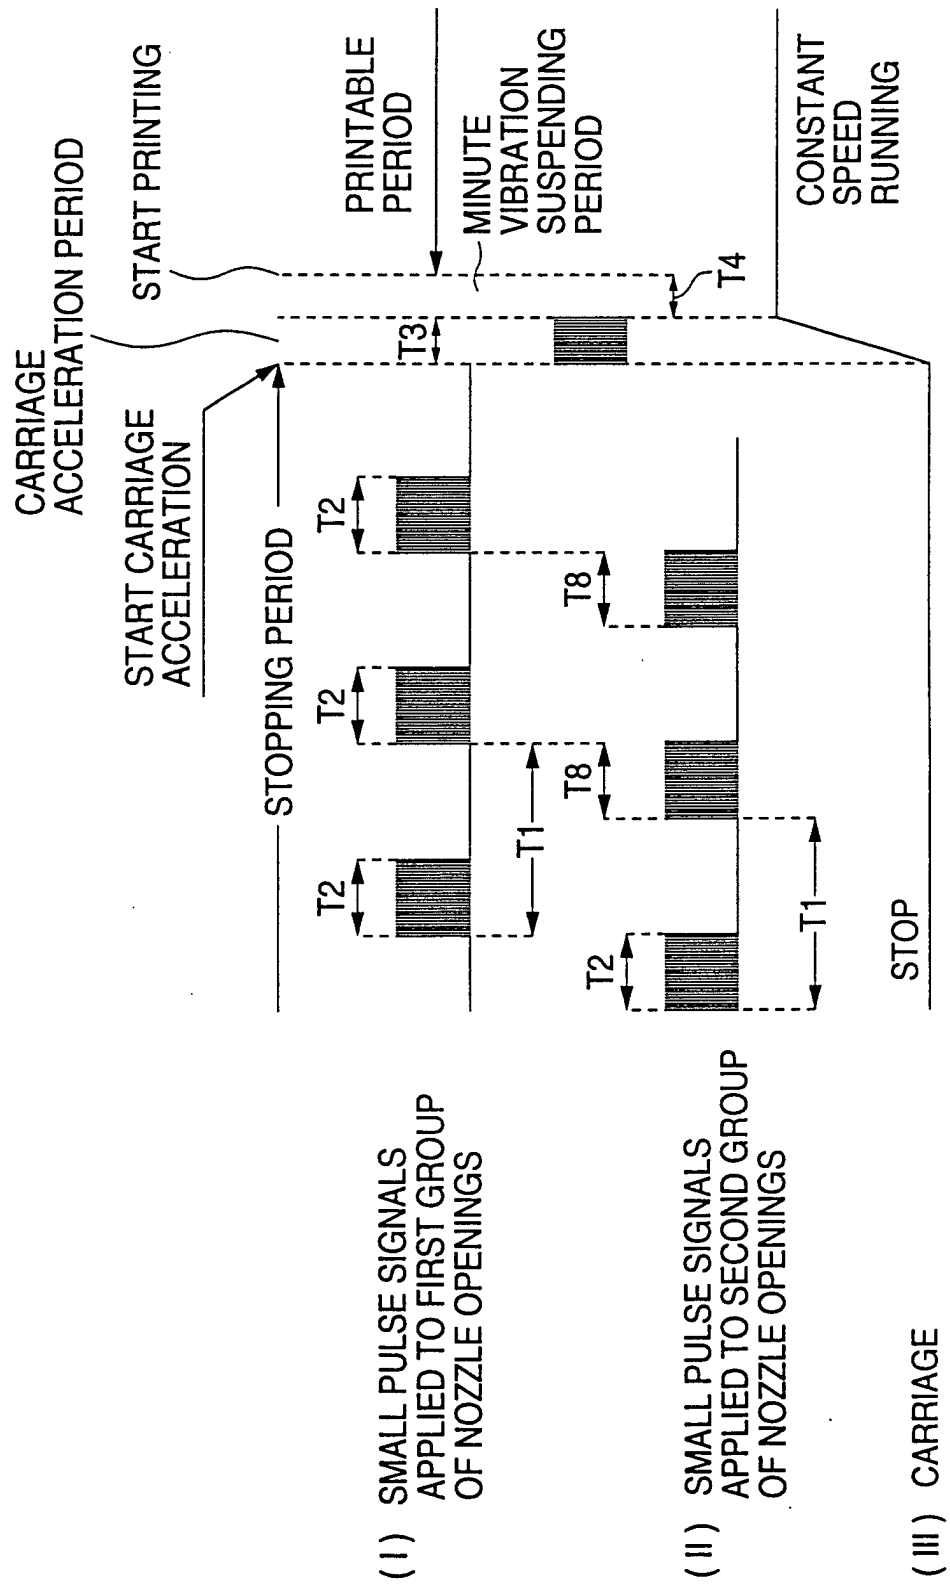 CARRIAGE
ACCELERATION PERIOD
START PRINTING
START CARRIAGE
ACCELERATION
STOPPING PERIOD
PRINTABLE
PERIOD
MINUTE
VIBRATION
SUSPENDING
PERIOD
CONSTANT
SPEED
RUNNING
( I ) SMALL PULSE SIGNALS
APPLIED TO FIRST GROUP
OF NOZZLE OPENINGS
T2
T2
T2
T3
T1
T8
T8
T4
( II ) SMALL PULSE SIGNALS
APPLIED TO SECOND GROUP
OF NOZZLE OPENINGS
T2
T1
( III ) CARRIAGE
STOP